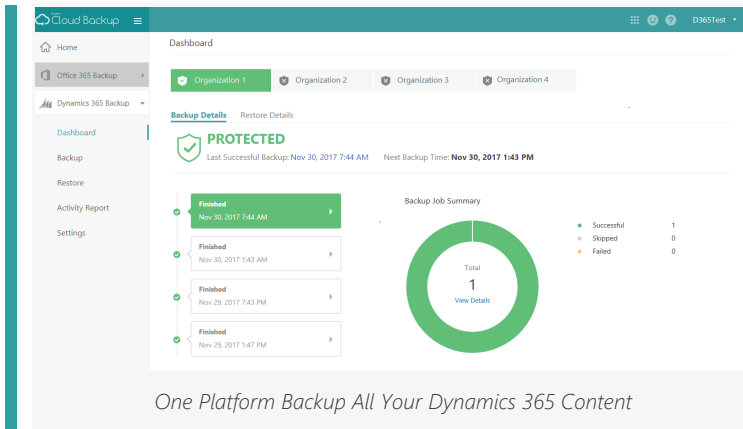 Cloud Backup
D365Test
Home
Office 365 Backup
Dynamics 365 Backup
Dashboard
Backup
Restore
Activity Report
Settings
Dashboard
Organization 1 Organization 2 Organization 3 Organization 4
Backup Details Restore Details
PROTECTED
Last Successful Backup: Nov 30, 2017 7:44 AM Next Backup Time: Nov 30, 2017 1:43 PM
Finished
Nov 30, 2017 7:44 AM
Finished
Nov 30, 2017 1:43 AM
Finished
Nov 29, 2017 7:43 PM
Finished
Nov 29, 2017 1:47 PM
Backup Job Summary
Total
1
View Details
Successful 1
Skipped 0
Failed 0
One Platform Backup All Your Dynamics 365 Content